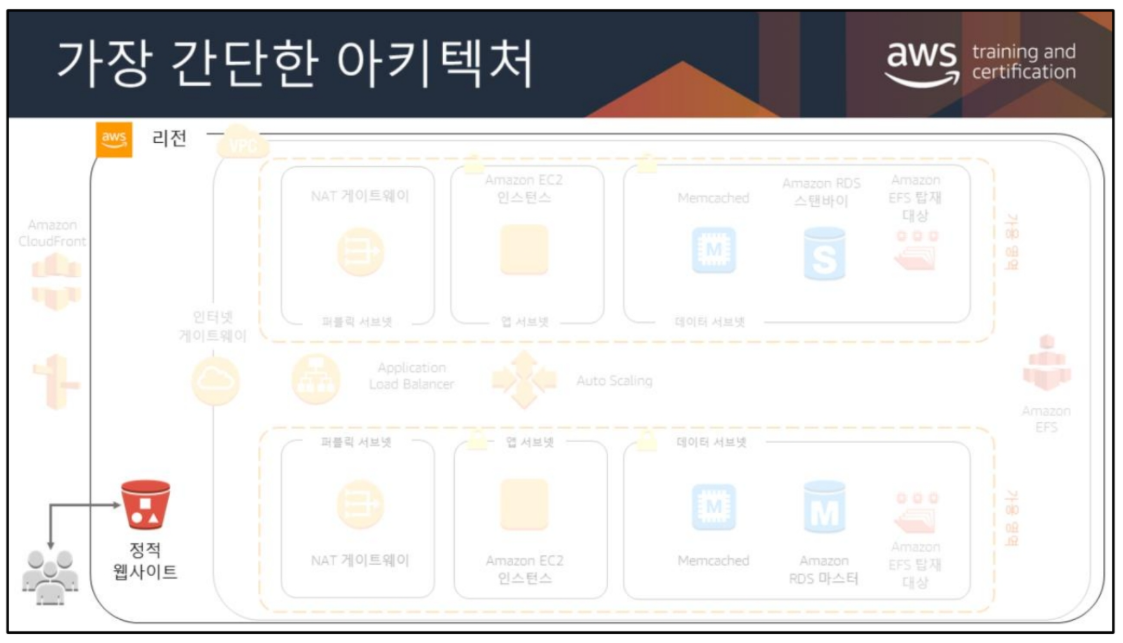 가장 간단한 아키텍처
aws training and
certification
aws
리전
VPC
Amazon
CloudFront
인터넷
게이트웨이
NAT 게이트웨이
퍼블릭 서브넷
Amazon EC2
인스턴스
앱 서브넷
Memcached
M
Amazon RDS
스탠바이
S
Amazon
EFS 탑재
대상
데이터 서브넷
가용 영역
Application
Load Balancer
Auto Scaling
Amazon
EFS
퍼블릭 서브넷
NAT 게이트웨이
앱 서브넷
Amazon EC2
인스턴스
데이터 서브넷
M
Memcached
M
Amazon
RDS 마스터
Amazon
EFS 탑재
대상
가용 영역
정적
웹사이트